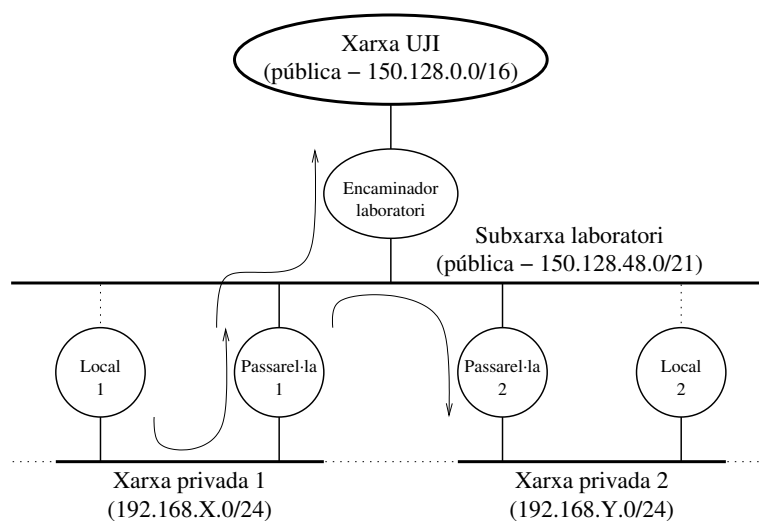 Xarxa UJI
(pública − 150.128.0.0/16)
Encaminador
laboratori
Subxarxa laboratori
(pública − 150.128.48.0/21)
Local
1
Passarel·la
1
Passarel·la
2
Local
2
Xarxa privada 1
(192.168.X.0/24)
Xarxa privada 2
(192.168.Y.0/24)